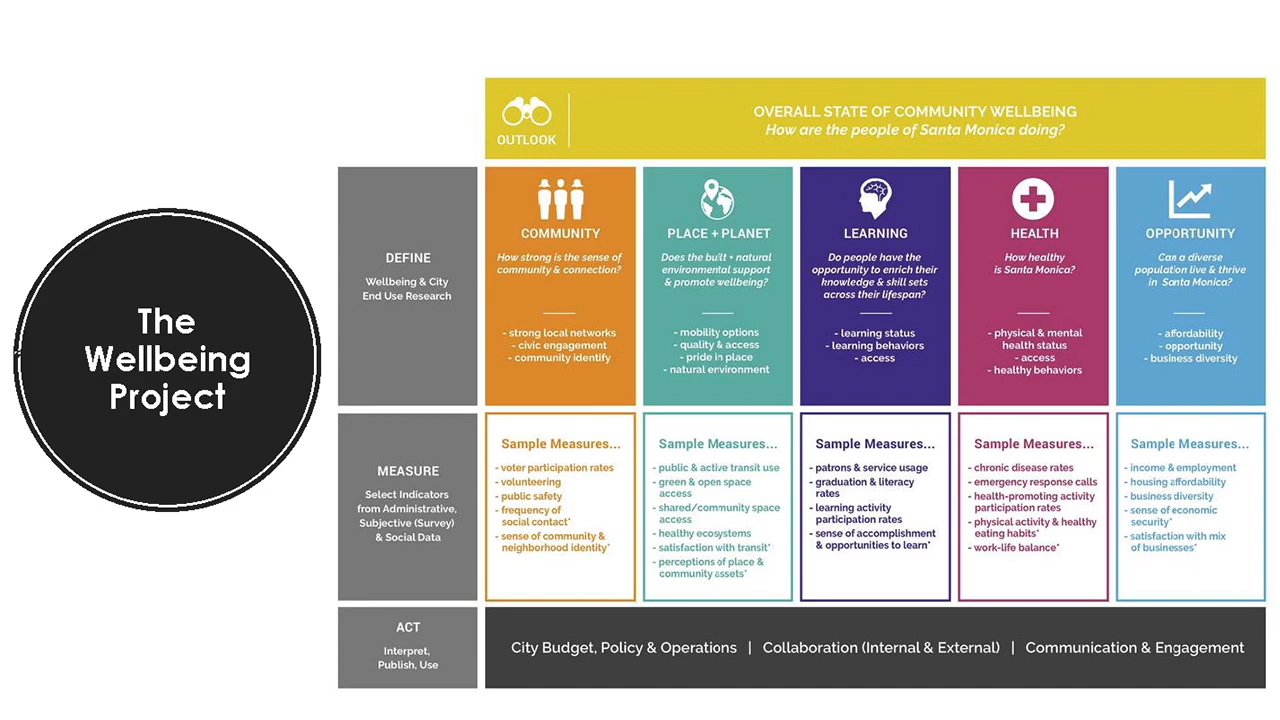 The
Wellbeing
Project
OUTLOOK
OVERALL STATE OF COMMUNITY WELLBEING
How are the people of Santa Monica doing?
DEFINE
Wellbeing & City
End Use Research
COMMUNITY
How strong is the sense of
community & connection?
- strong local networks
- civic engagement
- community identify
PLACE + PLANET
Does the built + natural
environmental support
& promote wellbeing?
- mobility options
- quality & access
- pride in place
- natural environment
LEARNING
Do people have the
opportunity to enrich their
knowledge & skill sets
across their lifespan?
- learning status
- learning behaviors
- access
HEALTH
How healthy
is Santa Monica?
- physical & mental
health status
- access
- healthy behaviors
OPPORTUNITY
Can a diverse
population live & thrive
in Santa Monica?
- affordability
- opportunity
- business diversity
MEASURE
Select Indicators
from Administrative,
Subjective (Survey)
& Social Data
Sample Measures...
- voter participation rates
- volunteering
- public safety
- frequency of
social contact*
- sense of community &
neighborhood identity*
Sample Measures...
- public & active transit use
- green & open space
access
- shared/community space
access
- healthy ecosystems
- satisfaction with transit*
- perceptions of place &
community assets*
Sample Measures...
- patrons & service usage
- graduation & literacy
rates
- learning activity
participation rates
- sense of accomplishment
& opportunities to learn*
Sample Measures...
- chronic disease rates
- emergency response calls
- health-promoting activity
participation rates
- physical activity & healthy
eating habits*
- work-life balance*
Sample Measures...
- income & employment
- housing affordability
- business diversity
- sense of economic
security*
- satisfaction with mix
of businesses*
ACT
Interpret,
Publish, Use
City Budget, Policy & Operations | Collaboration (Internal & External) | Communication & Engagement